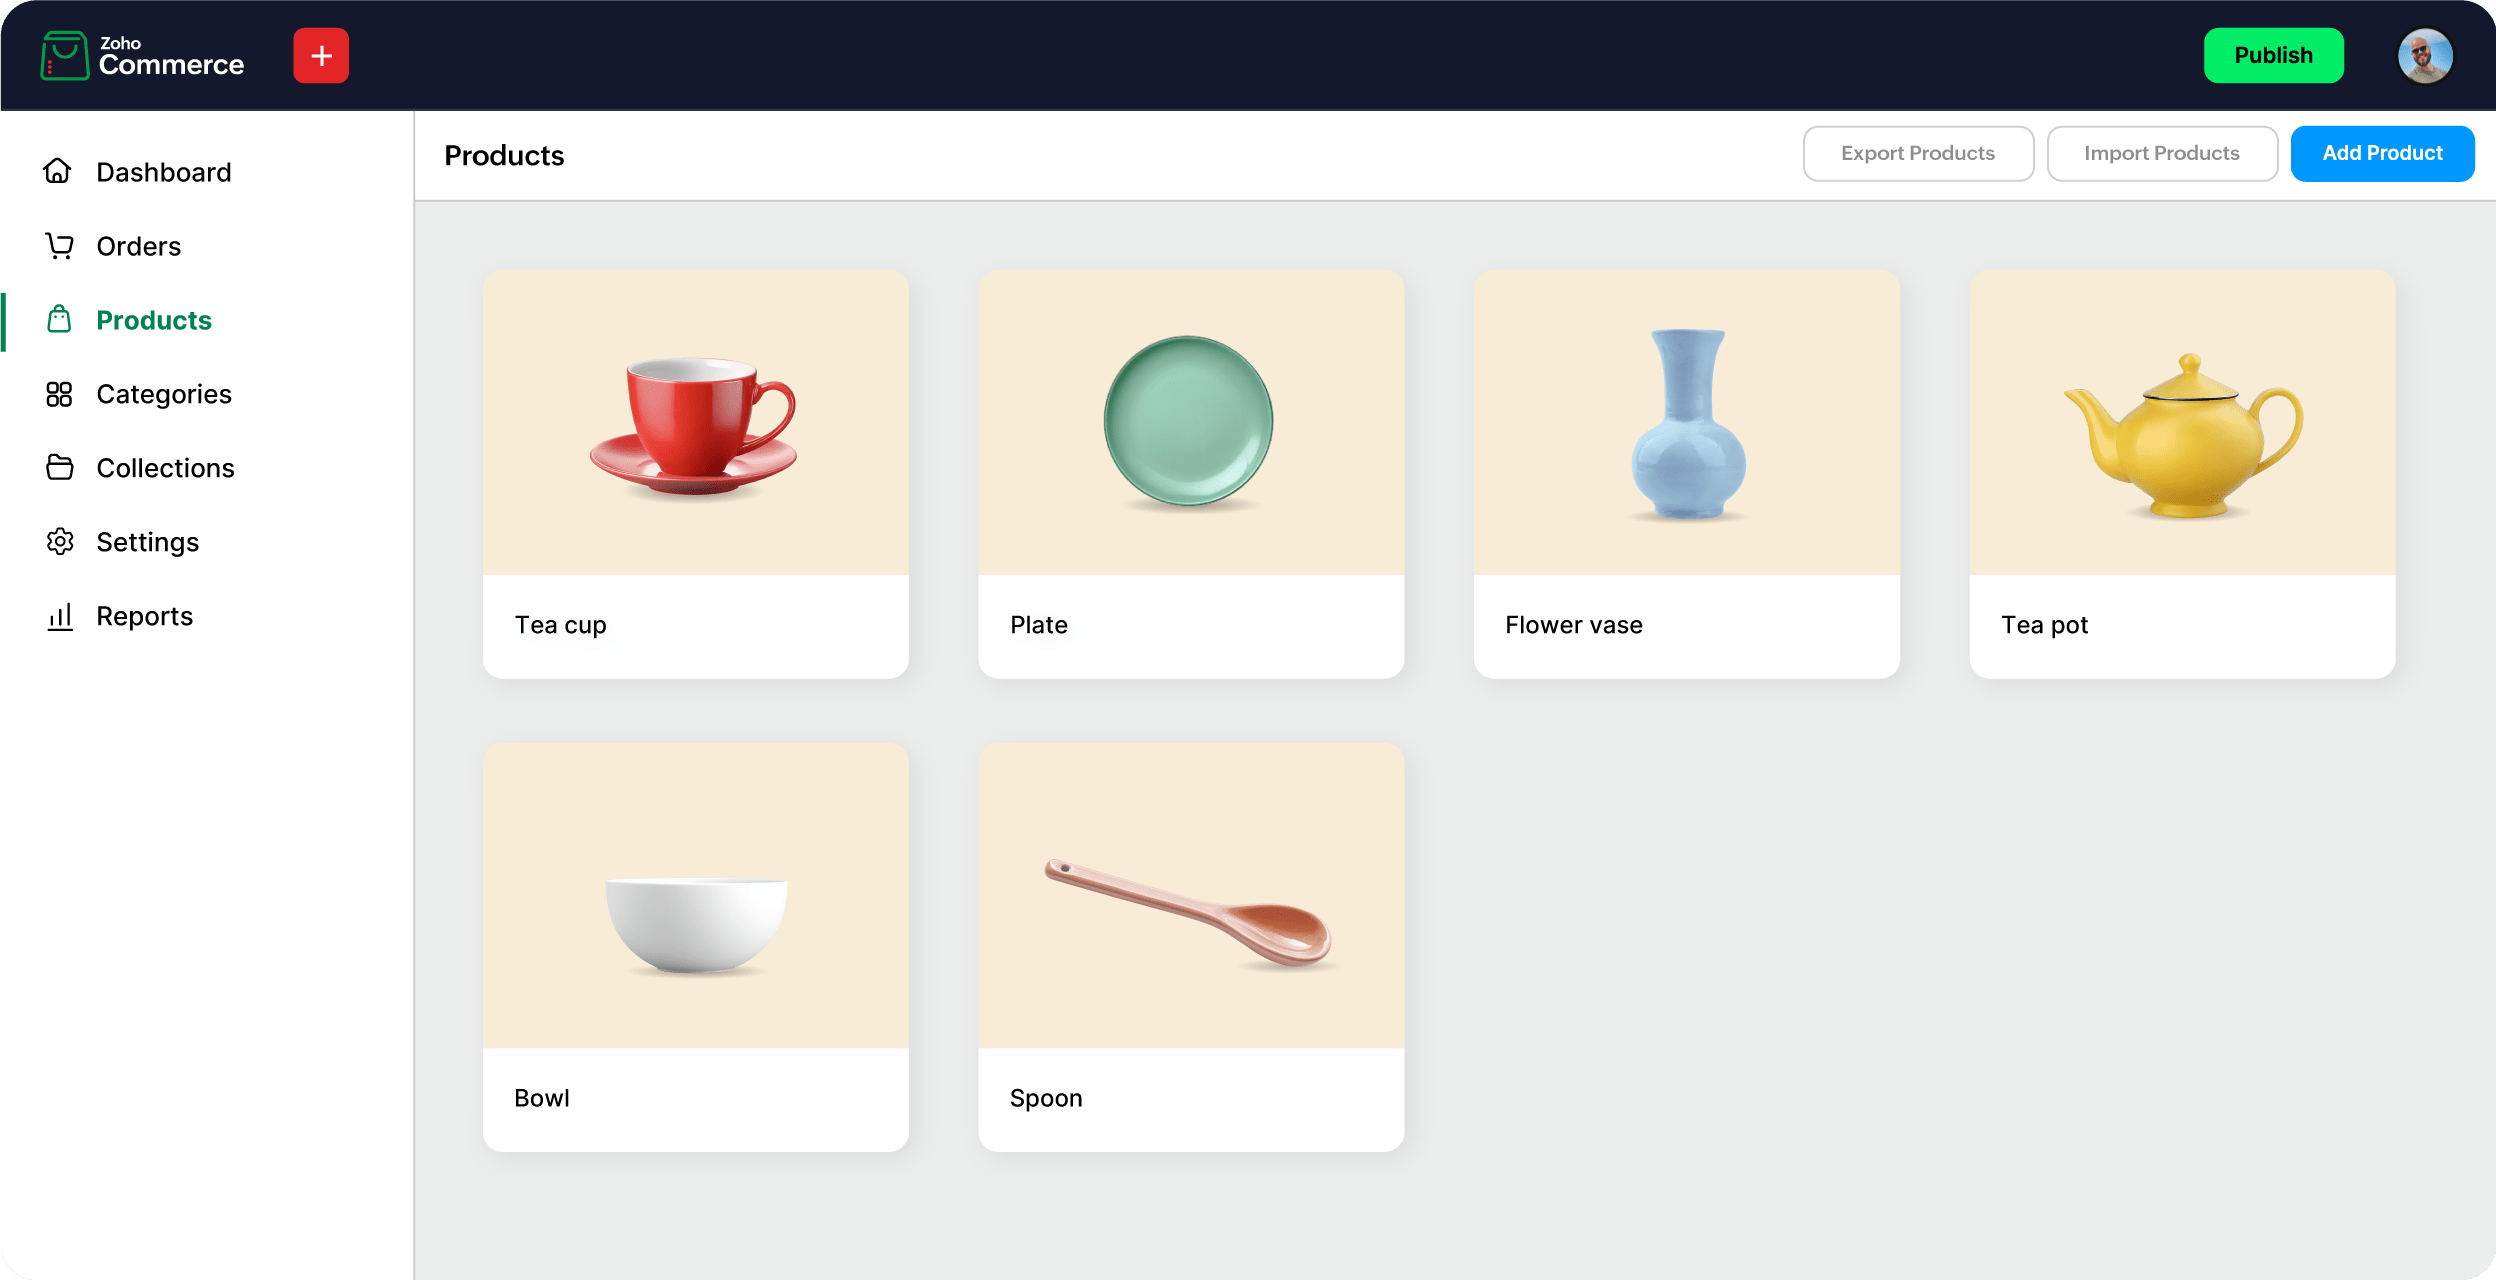 Zoho
Commerce
+
Publish
Dashboard
Orders
Products
Categories
Collections
Settings
Reports
Products
Export Products
Import Products
Add Product
Tea cup
Plate
Flower vase
Tea pot
Bowl
Spoon